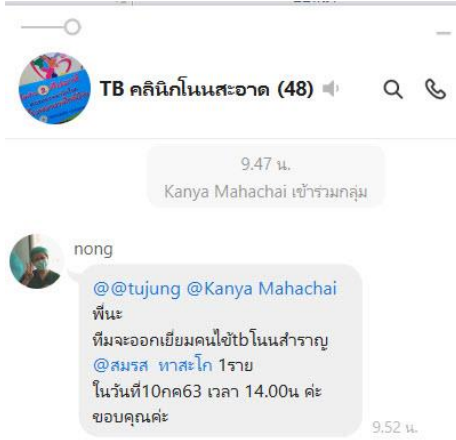 TB คลินิกโนนสะอาด (48)
9.47 น.
Kanya Mahachai เข้าร่วมกลุ่ม
nong
@@tujung @Kanya Mahachai
พี่นะ
ทีมจะออกเยี่ยมคนไข้tbโนนสำราญ
@สมรส ทาสะโก 1ราย
ในวันที่10กค63 เวลา 14.00น ค่ะ
ขอบคุณค่ะ
9.52 น.